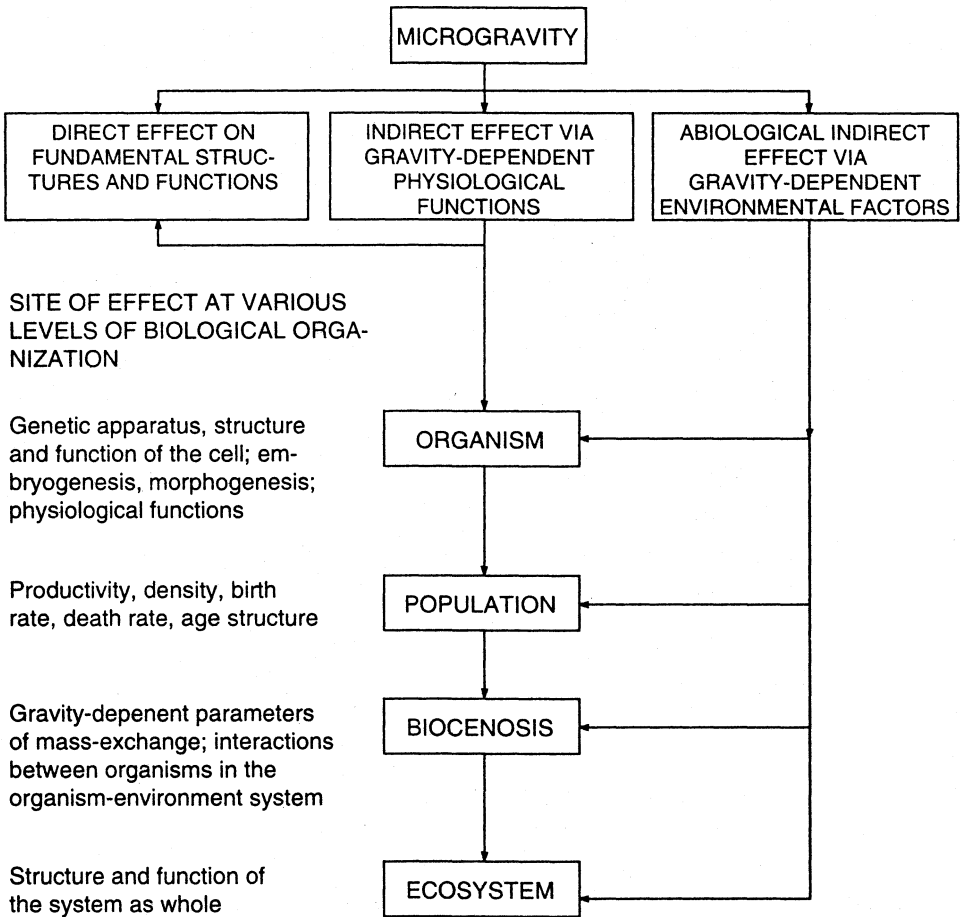 MICROGRAVITY
DIRECT EFFECT ON
FUNDAMENTAL STRUC-
TURES AND FUNCTIONS
INDIRECT EFFECT VIA
GRAVITY-DEPENDENT
PHYSIOLOGICAL
FUNCTIONS
ABIOLOGICAL INDIRECT
EFFECT VIA
GRAVITY-DEPENDENT
ENVIRONMENTAL FACTORS
SITE OF EFFECT AT VARIOUS
LEVELS OF BIOLOGICAL ORGA-
NIZATION
Genetic apparatus, structure
and function of the cell; em-
bryogenesis, morphogenesis;
physiological functions
ORGANISM
Productivity, density, birth
rate, death rate, age structure
POPULATION
Gravity-depenent parameters
of mass-exchange; interactions
between organisms in the
organism-environment system
BIOCENOSIS
Structure and function of
the system as whole
ECOSYSTEM